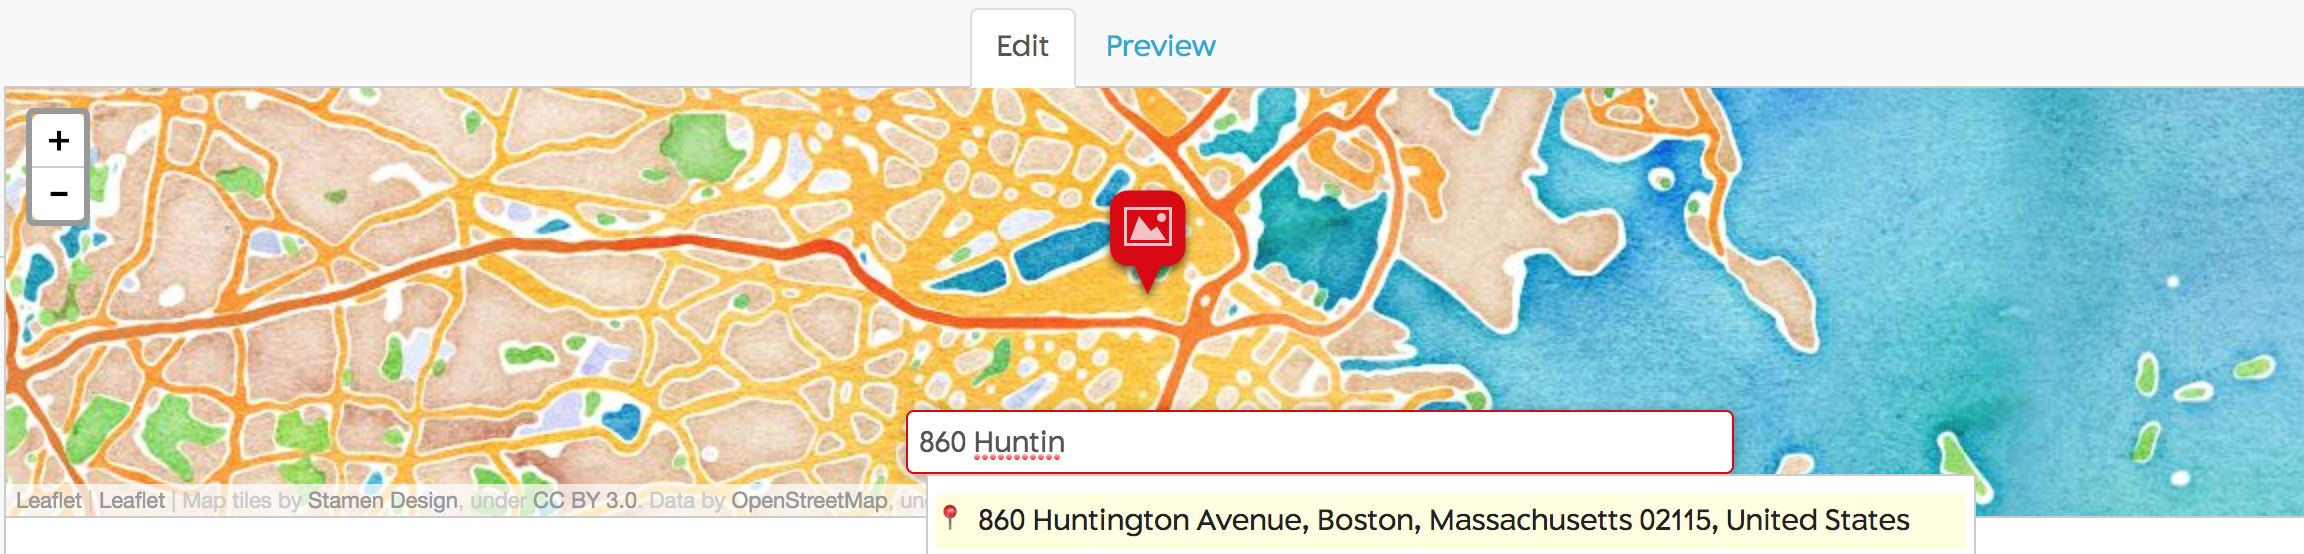 Edit
Preview
+
−
860 Huntin
Leaflet | Leaflet | Map tiles by Stamen Design, under CC BY 3.0. Data by OpenStreetMap,
860 Huntington Avenue, Boston, Massachusetts 02115, United States